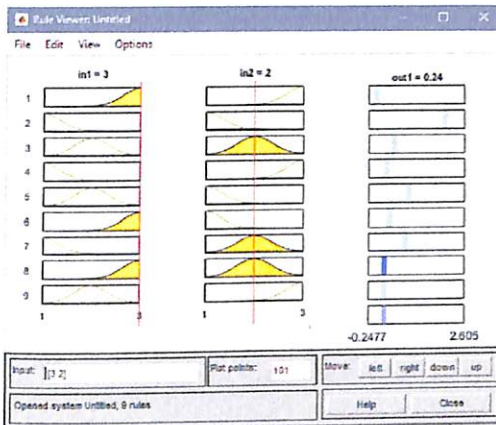 Rule Viewer: Untitled
File Edit View Options
in1 = 3 in2 = 2 out1 = 0.24
1
2
3
4
5
6
7
8
9
1 3 1 3
-0.2477 2.605
Input: [3 2] Plot points: 101 Move: left right down up
Opened system Untitled, 9 rules Help Close